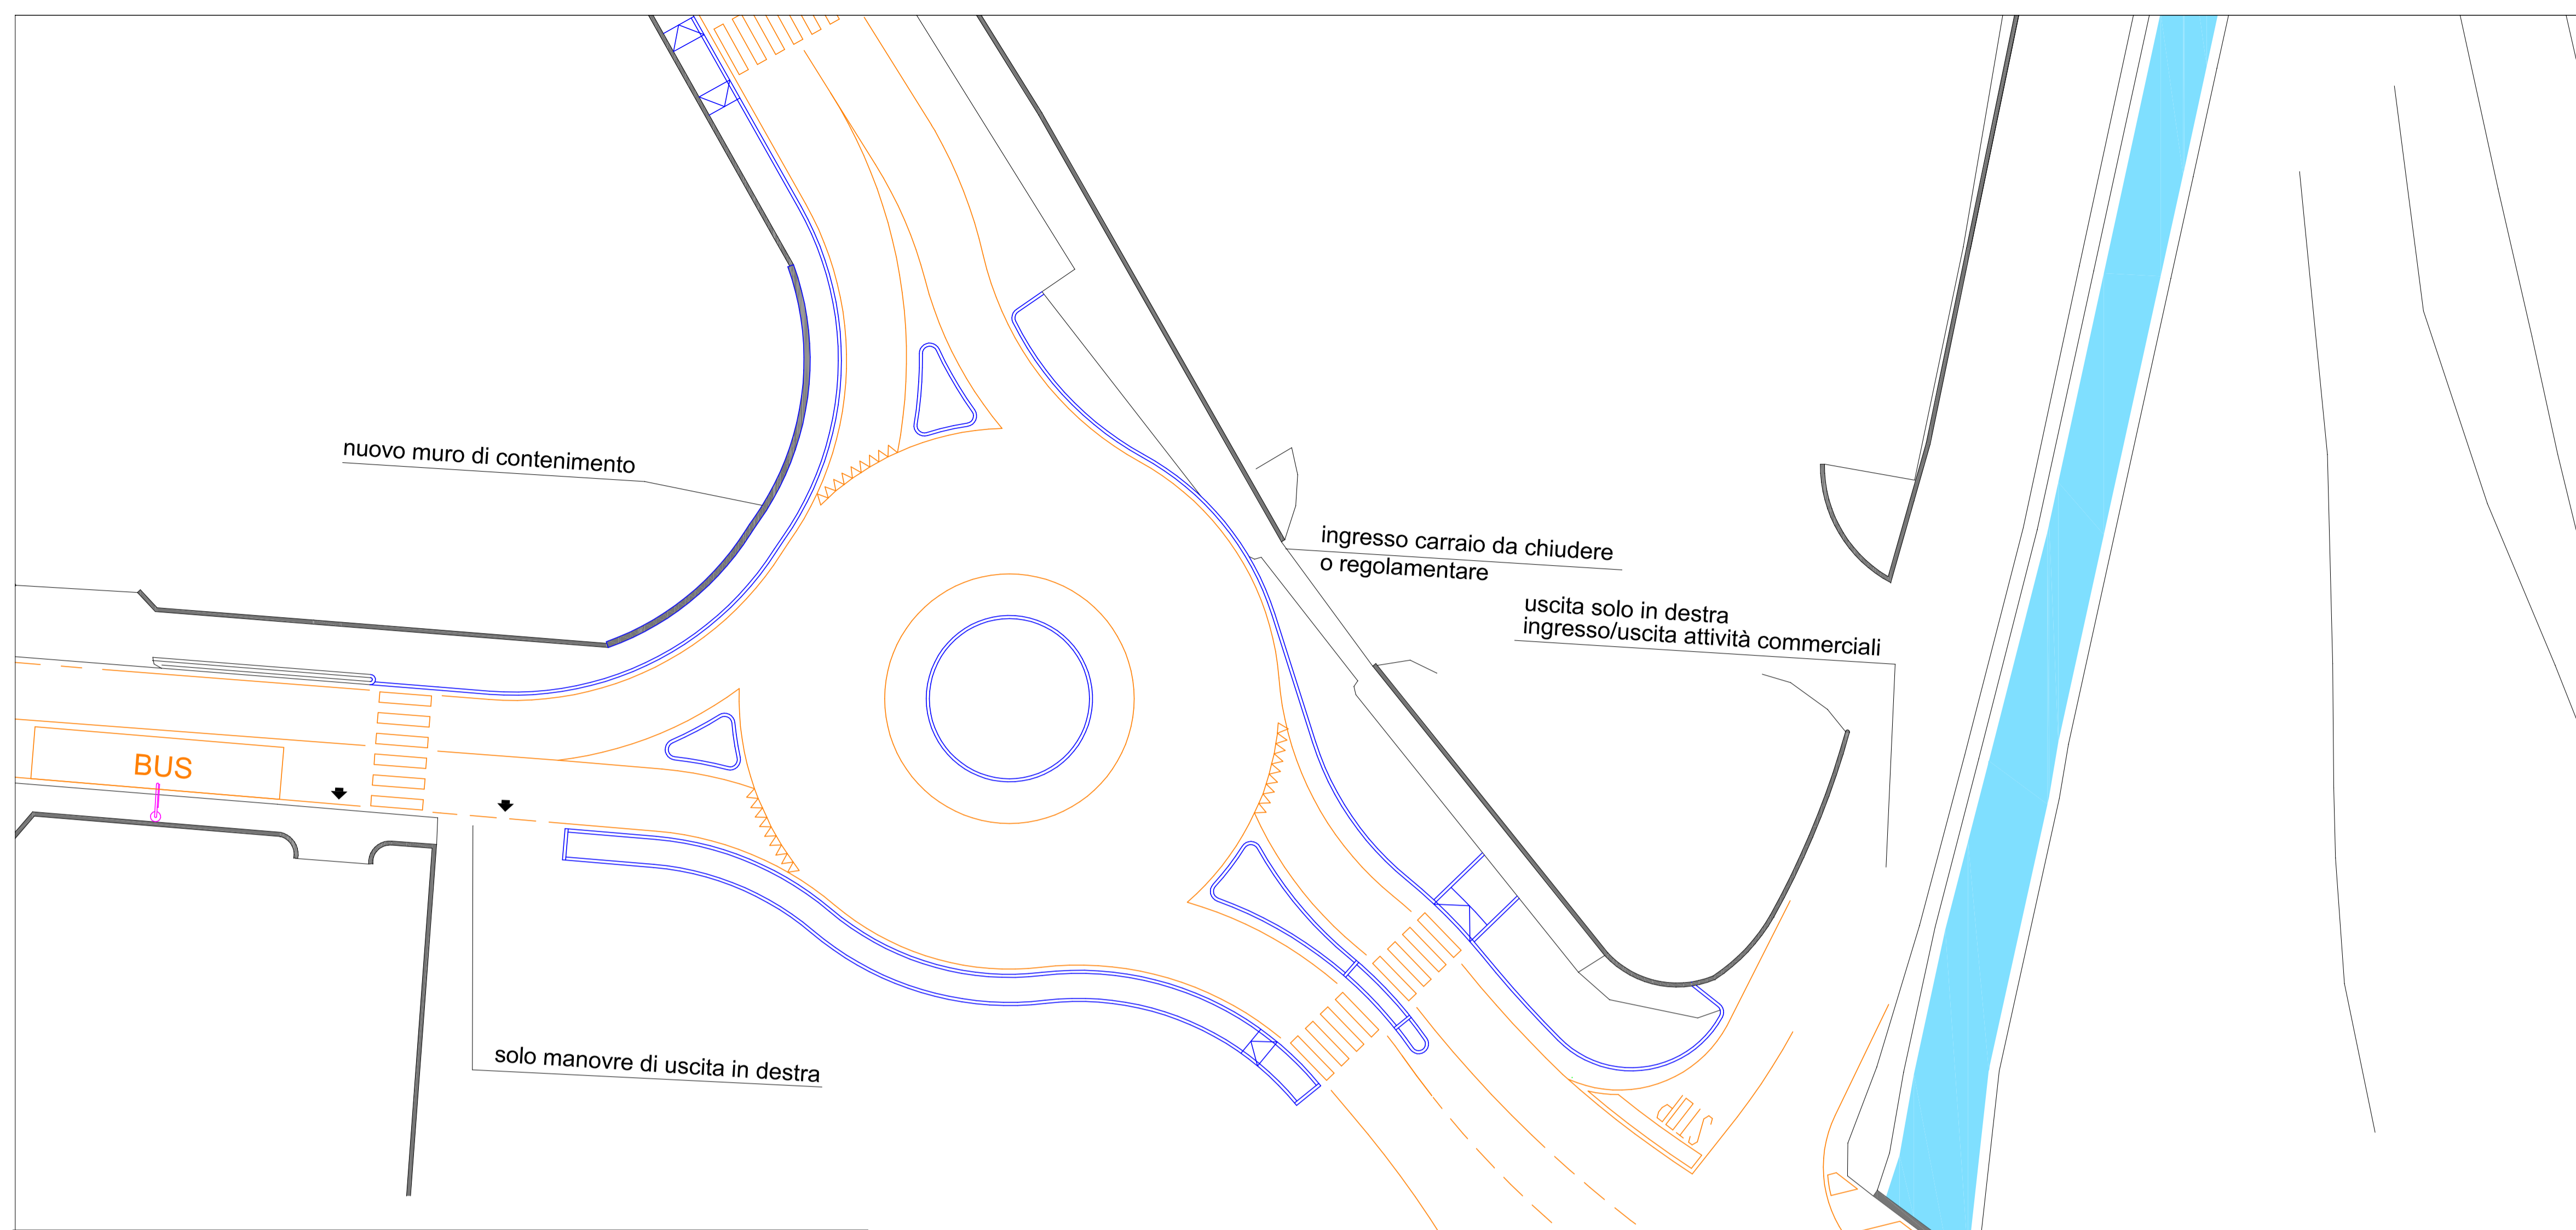 nuovo muro di contenimento
ingresso carraio da chiudere
o regolamentare
uscita solo in destra
ingresso/uscita attività commerciali
BUS
solo manovre di uscita in destra
STOP